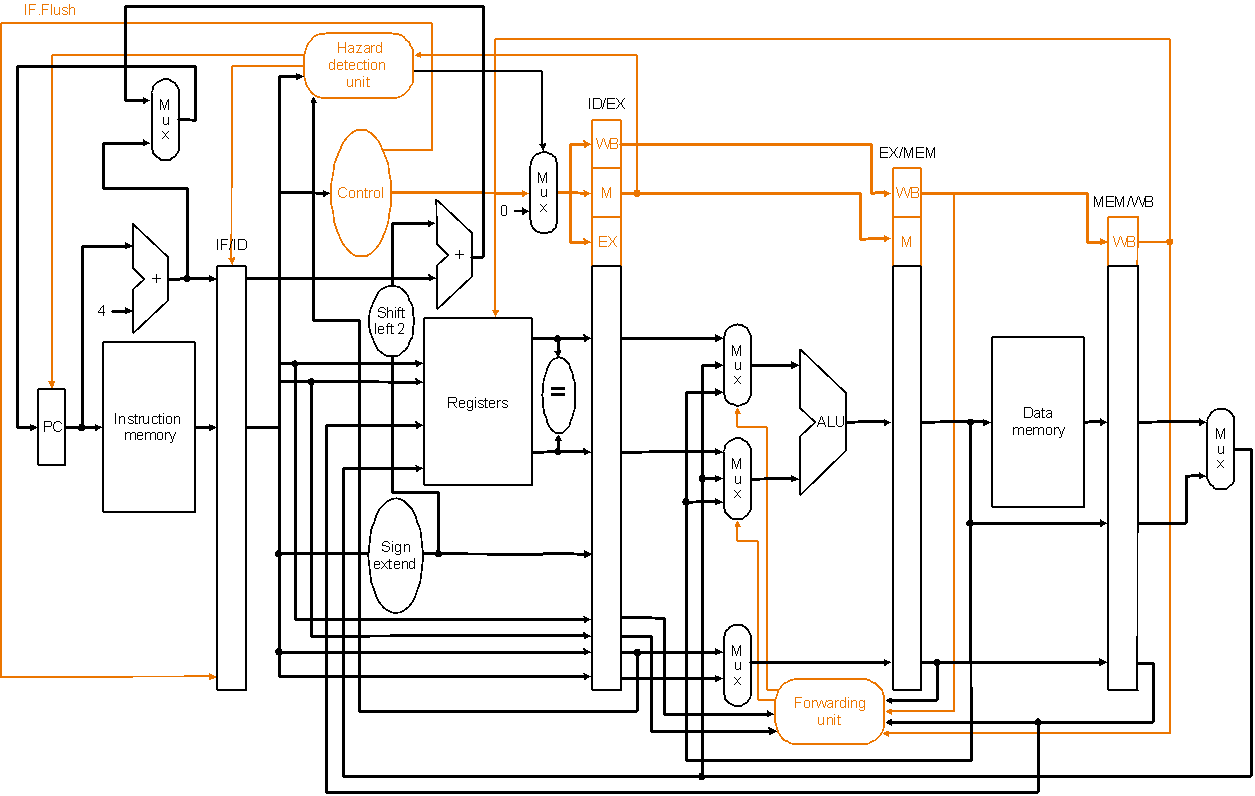 IF.Flush
Hazard
detection
unit
ID/EX
M
u
x
WB
EX/MEM
Control
M
u
x
0
M
WB
MEM/WB
IF/ID
+
+
EX
M
WB
4
Shift
left 2
M
u
x
Registers
=
PC
Instruction
memory
ALU
Data
memory
M
u
x
M
u
x
Sign
extend
M
u
x
Forwarding
unit